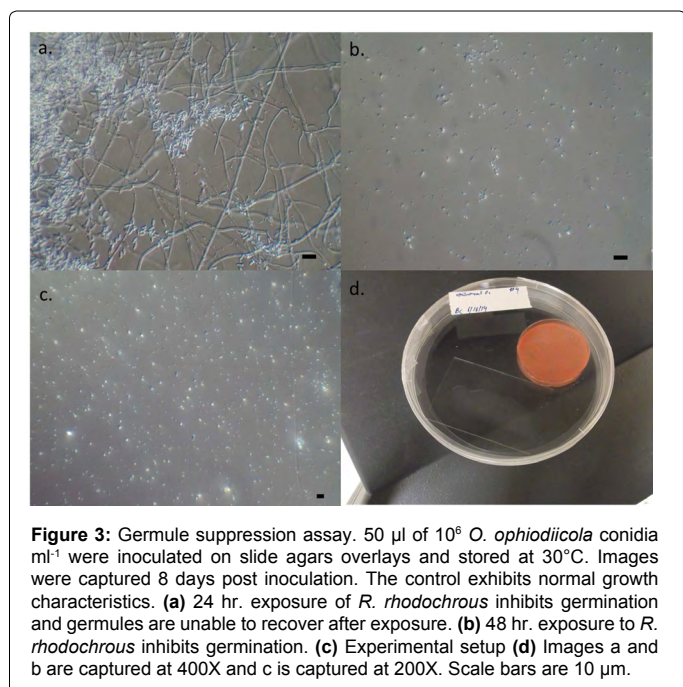 a.
b.
c.
d.
#4
Figure 3: Germule suppression assay. 50 µl of 10⁶ O. ophiodiicola conidia
ml⁻¹ were inoculated on slide agars overlays and stored at 30°C. Images
were captured 8 days post inoculation. The control exhibits normal growth
characteristics. (a) 24 hr. exposure of R. rhodochrous inhibits germination
and germules are unable to recover after exposure. (b) 48 hr. exposure to R.
rhodochrous inhibits germination. (c) Experimental setup (d) Images a and
b are captured at 400X and c is captured at 200X. Scale bars are 10 µm.